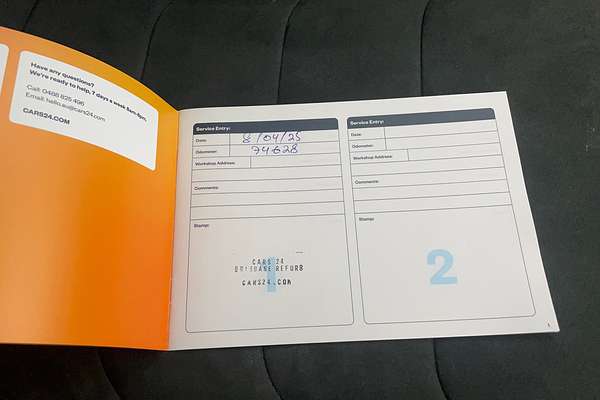 Have any questions?
We're ready to help, 7 days a week 8am-8pm.
Call: 0488 825 496
Email: hello.au@cars24.com
CARS24.COM
Service Entry:
Date: 8/04/25
Odometer: 74628
Workshop Address:
Comments:
Stamp:
1
CARS 24
BRISBANE REFURB
CARS24.COM
Service Entry:
Date:
Odometer:
Workshop Address:
Comments:
Stamp:
2